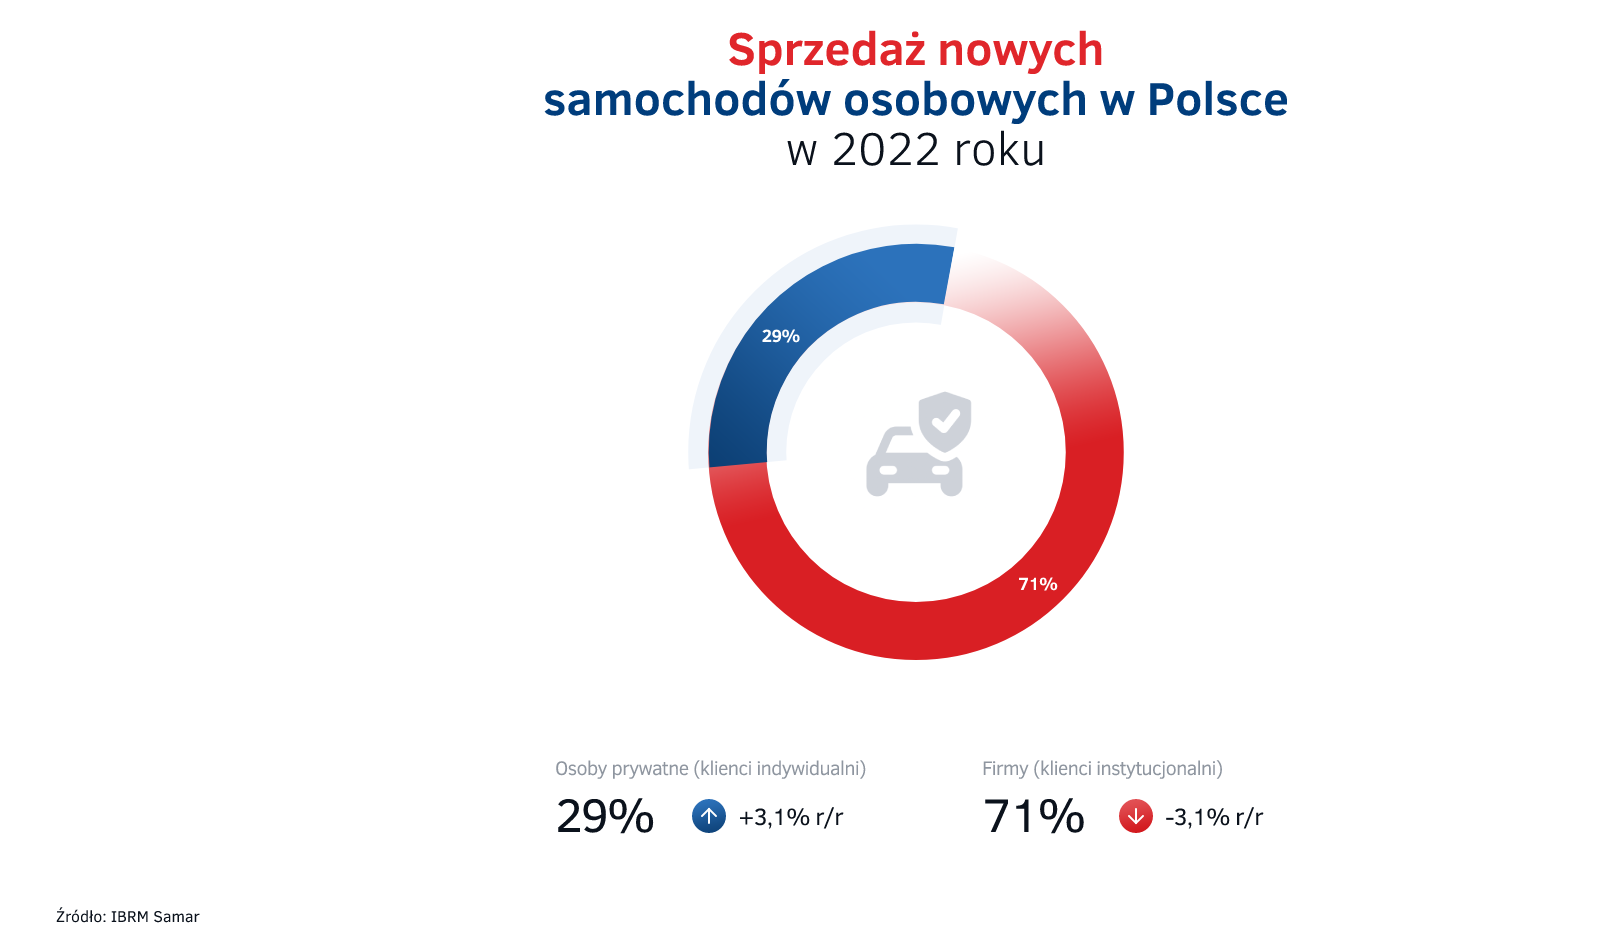 Sprzedaż nowych
samochodów osobowych w Polsce
w 2022 roku
29%
71%
Osoby prywatne (klienci indywidualni)
29%
+3,1% r/r
Firmy (klienci instytucjonalni)
71%
-3,1% r/r
Źródło: IBRM Samar